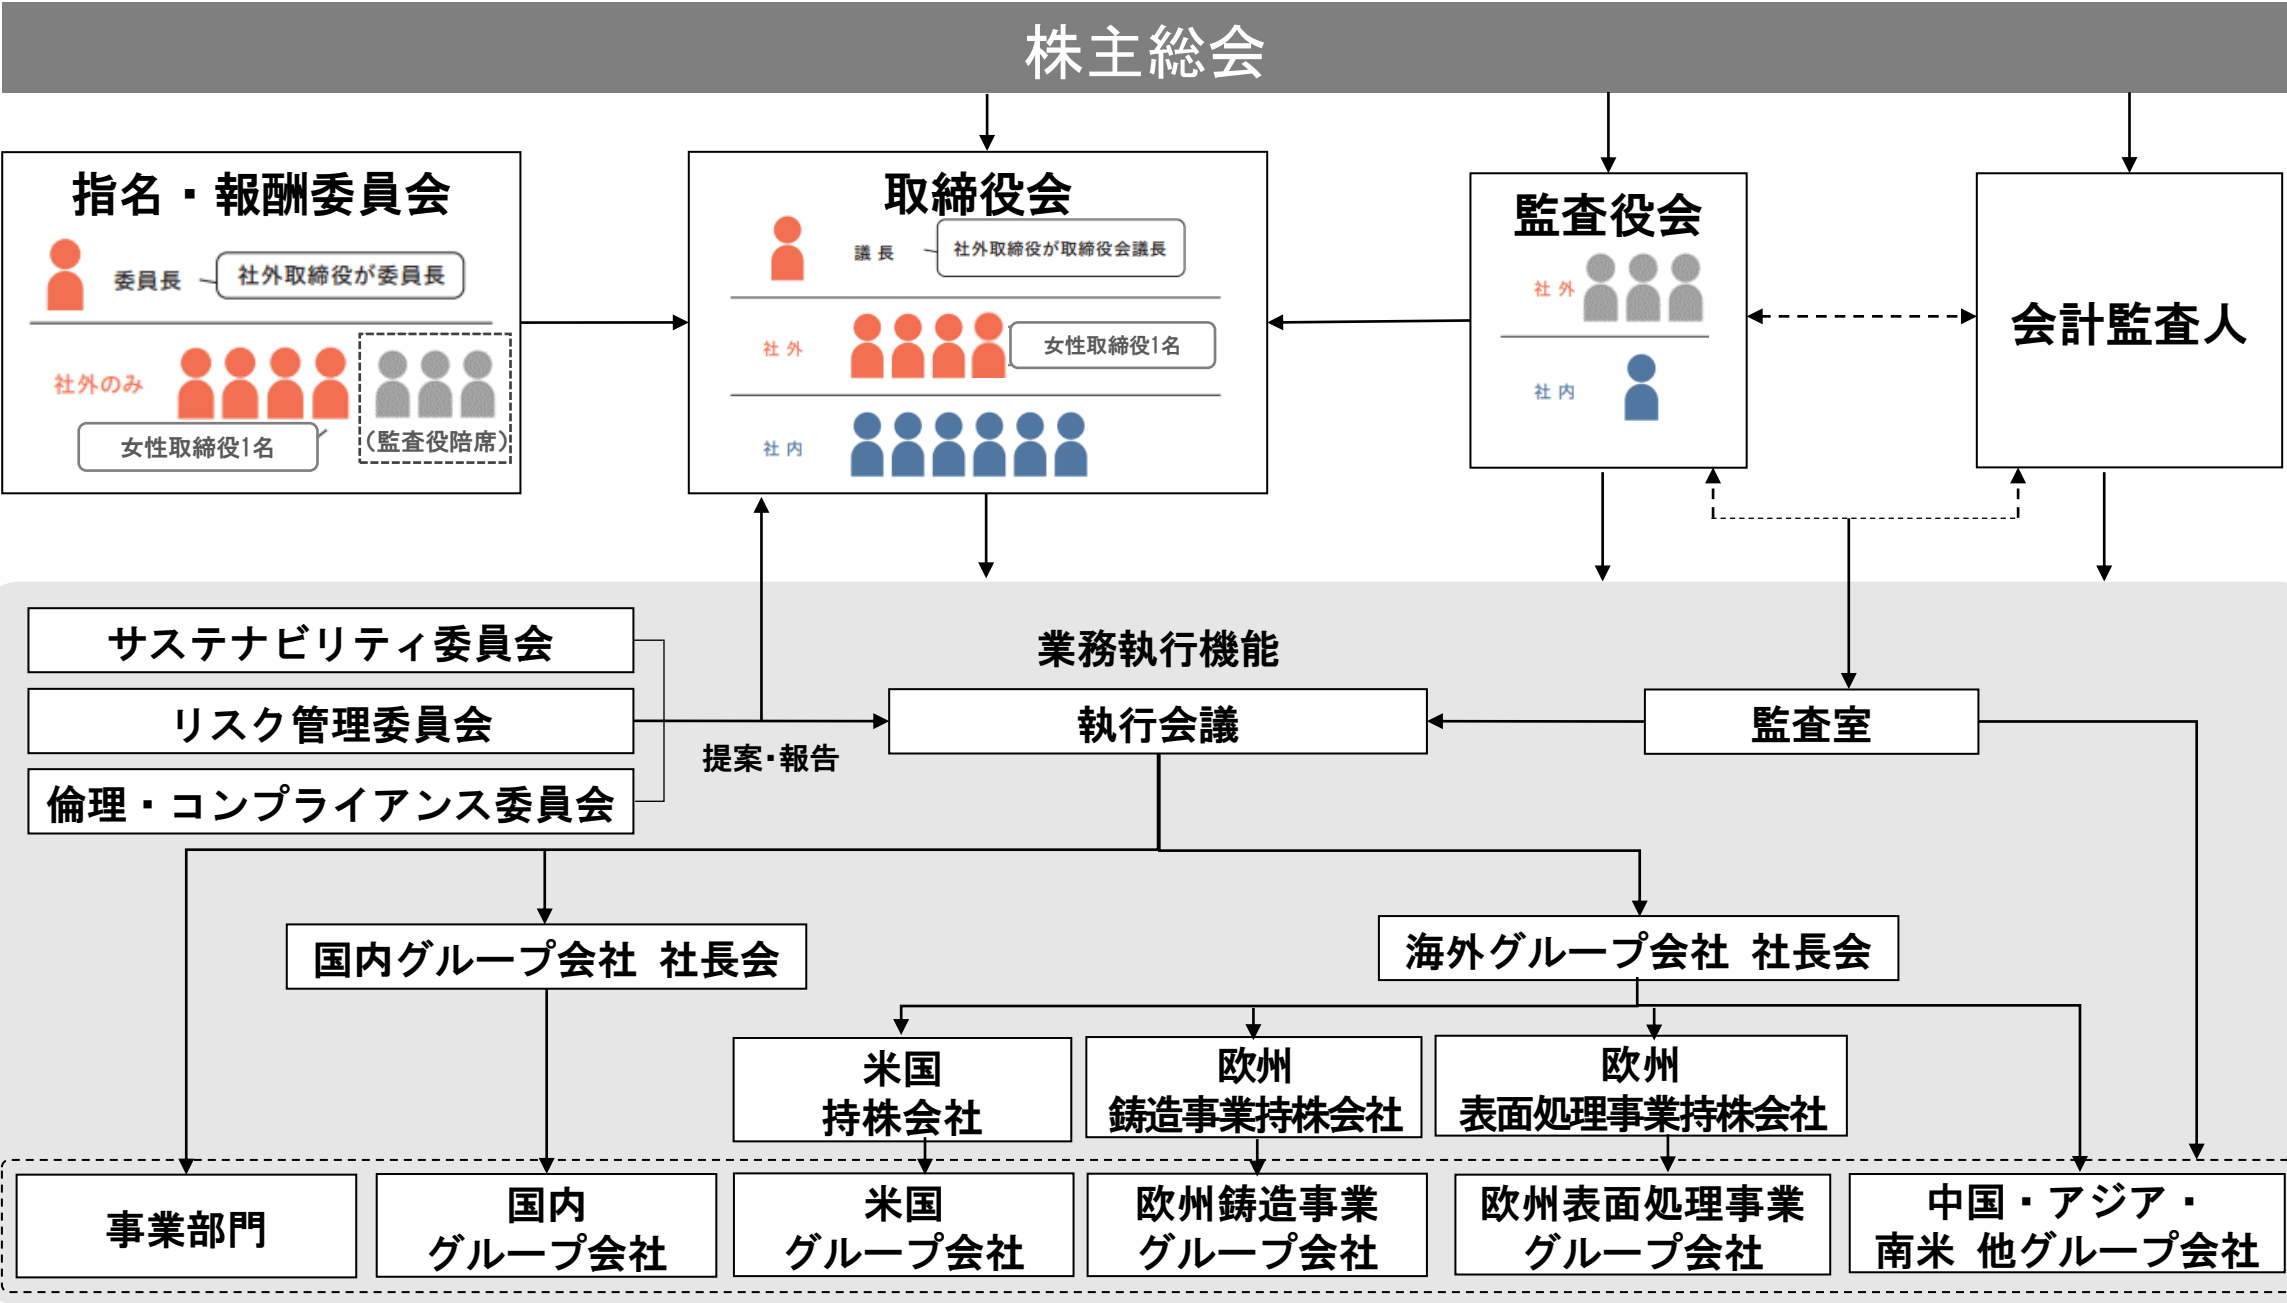 株主総会
指名・報酬委員会
委員長
社外取締役が委員長
社外のみ
女性取締役1名
(監査役陪席)
取締役会
議長
社外取締役が取締役会議長
社外
女性取締役1名
社内
監査役会
社外
社内
会計監査人
業務執行機能
サステナビリティ委員会
リスク管理委員会
倫理・コンプライアンス委員会
提案・報告
執行会議
監査室
国内グループ会社 社長会
海外グループ会社 社長会
米国
持株会社
欧州
鋳造事業持株会社
欧州
表面処理事業持株会社
事業部門
国内
グループ会社
米国
グループ会社
欧州鋳造事業
グループ会社
欧州表面処理事業
グループ会社
中国・アジア・
南米 他グループ会社